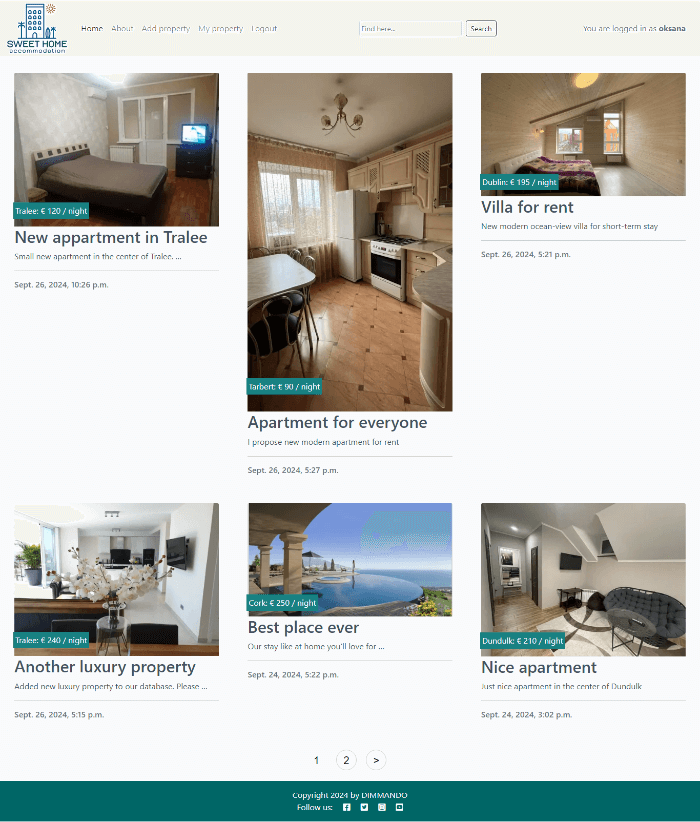 SWEET HOME
accommodation
Home About Add property My property Logout
Find here...
Search
You are logged in as oksana
Tralee: € 120 / night
New appartment in Tralee
Small new apartment in the center of Tralee. ...
Sept. 26, 2024, 10:26 p.m.
Tarbert: € 90 / night
Apartment for everyone
I propose new modern apartment for rent
Sept. 26, 2024, 5:27 p.m.
Dublin: € 195 / night
Villa for rent
New modern ocean-view villa for short-term stay
Sept. 26, 2024, 5:21 p.m.
Tralee: € 240 / night
Another luxury property
Added new luxury property to our database. Please ...
Sept. 26, 2024, 5:15 p.m.
Cork: € 250 / night
Best place ever
Our stay like at home you'll love for ...
Sept. 24, 2024, 5:22 p.m.
Dundulk: € 210 / night
Nice apartment
Just nice apartment in the center of Dundulk
Sept. 24, 2024, 3:02 p.m.
1 2 >
Copyright 2024 by DIMMANDO
Follow us: